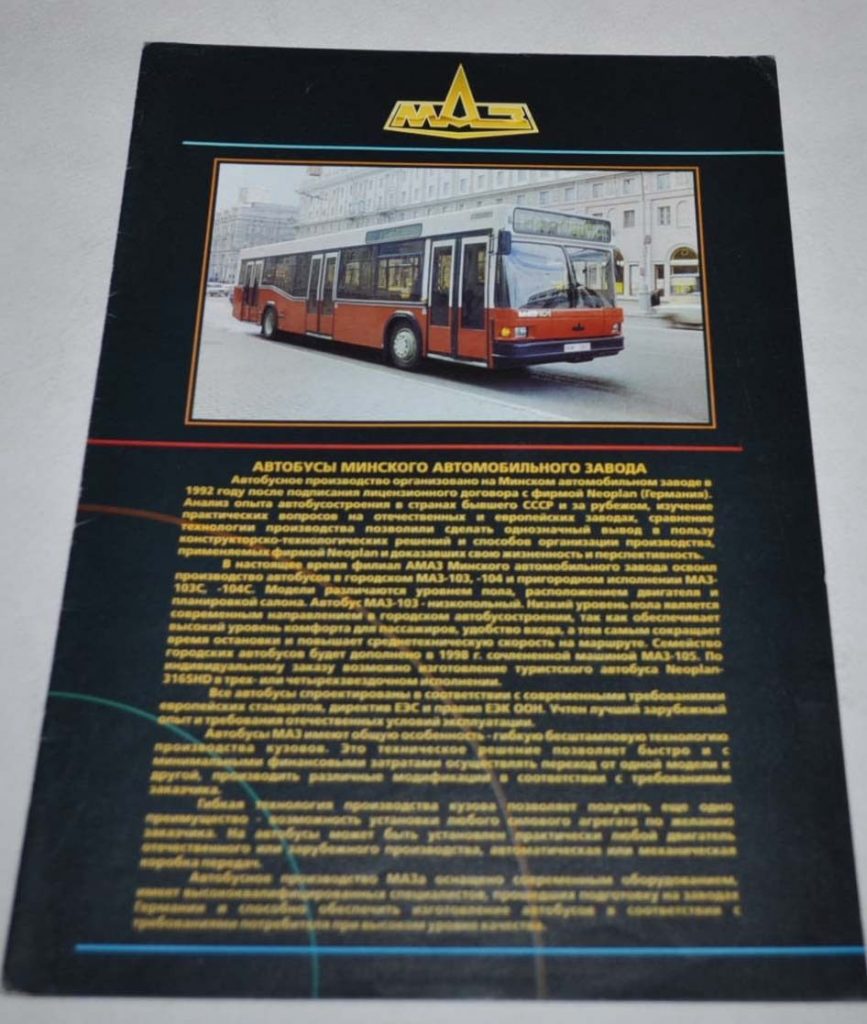 МАЗ
АВТОБУСЫ МИНСКОГО АВТОМОБИЛЬНОГО ЗАВОДА
Автобусное производство организовано на Минском автомобильном заводе в
1992 году после подписания лицензионного договора с фирмой Neoplan (Германия).
Анализ опыта автобусостроения в странах бывшего СССР и за рубежом, изучение
практических вопросов на отечественных и европейских заводах, сравнение
технологии производства позволили сделать однозначный вывод в пользу
конструкторско-технологических решений и способов организации производства,
применяемых фирмой Neoplan и доказавших свою жизненность и перспективность.
В настоящее время филиал АМАЗ Минского автомобильного завода освоил
производство автобусов в городском МАЗ-103, -104 и пригородном исполнении МАЗ-
103С, -104С. Модели различаются уровнем пола, расположением двигателя и
планировкой салона. Автобус МАЗ-103 - низкопольный. Низкий уровень пола является
современным направлением в городском автобусостроении, так как обеспечивает
высокий уровень комфорта для пассажиров, удобство входа, а тем самым сокращает
время остановки и повышает среднюю скорость на маршруте. Семейство
городских автобусов будет дополнено в 1998 г. сочлененной машиной МАЗ-105. По
индивидуальному заказу возможно изготовление туристского автобуса Neoplan-
316SHD в трех- или четырехзвездочном исполнении.
Все автобусы спроектированы в соответствии с современными требованиями
европейских стандартов, директив ЕЭС и правил ЕЭК ООН. Учтен лучший зарубежный
опыт и требования отечественных условий эксплуатации.
Автобусы МАЗ имеют общую особенность - гибкую бесштамповую технологию
производства кузовов. Это техническое решение позволяет быстро и с
минимальными финансовыми затратами осуществлять переход от одной модели к
другой, производить различные модификации в соответствии с требованиями
заказчика.
Гибкая технология производства кузова позволяет получить еще одно
преимущество - возможность установки любого силового агрегата по желанию
заказчика. На автобусы может быть установлен практически любой двигатель
отечественного или зарубежного производства, автоматическая или механическая
коробка передач.
Автобусное производство МАЗа оснащено современным оборудованием,
имеет высококвалифицированных специалистов, прошедших подготовку на заводах
Германии и способно обеспечить изготовление автобусов в соответствии с
требованиями потребителя при высоком уровне качества.